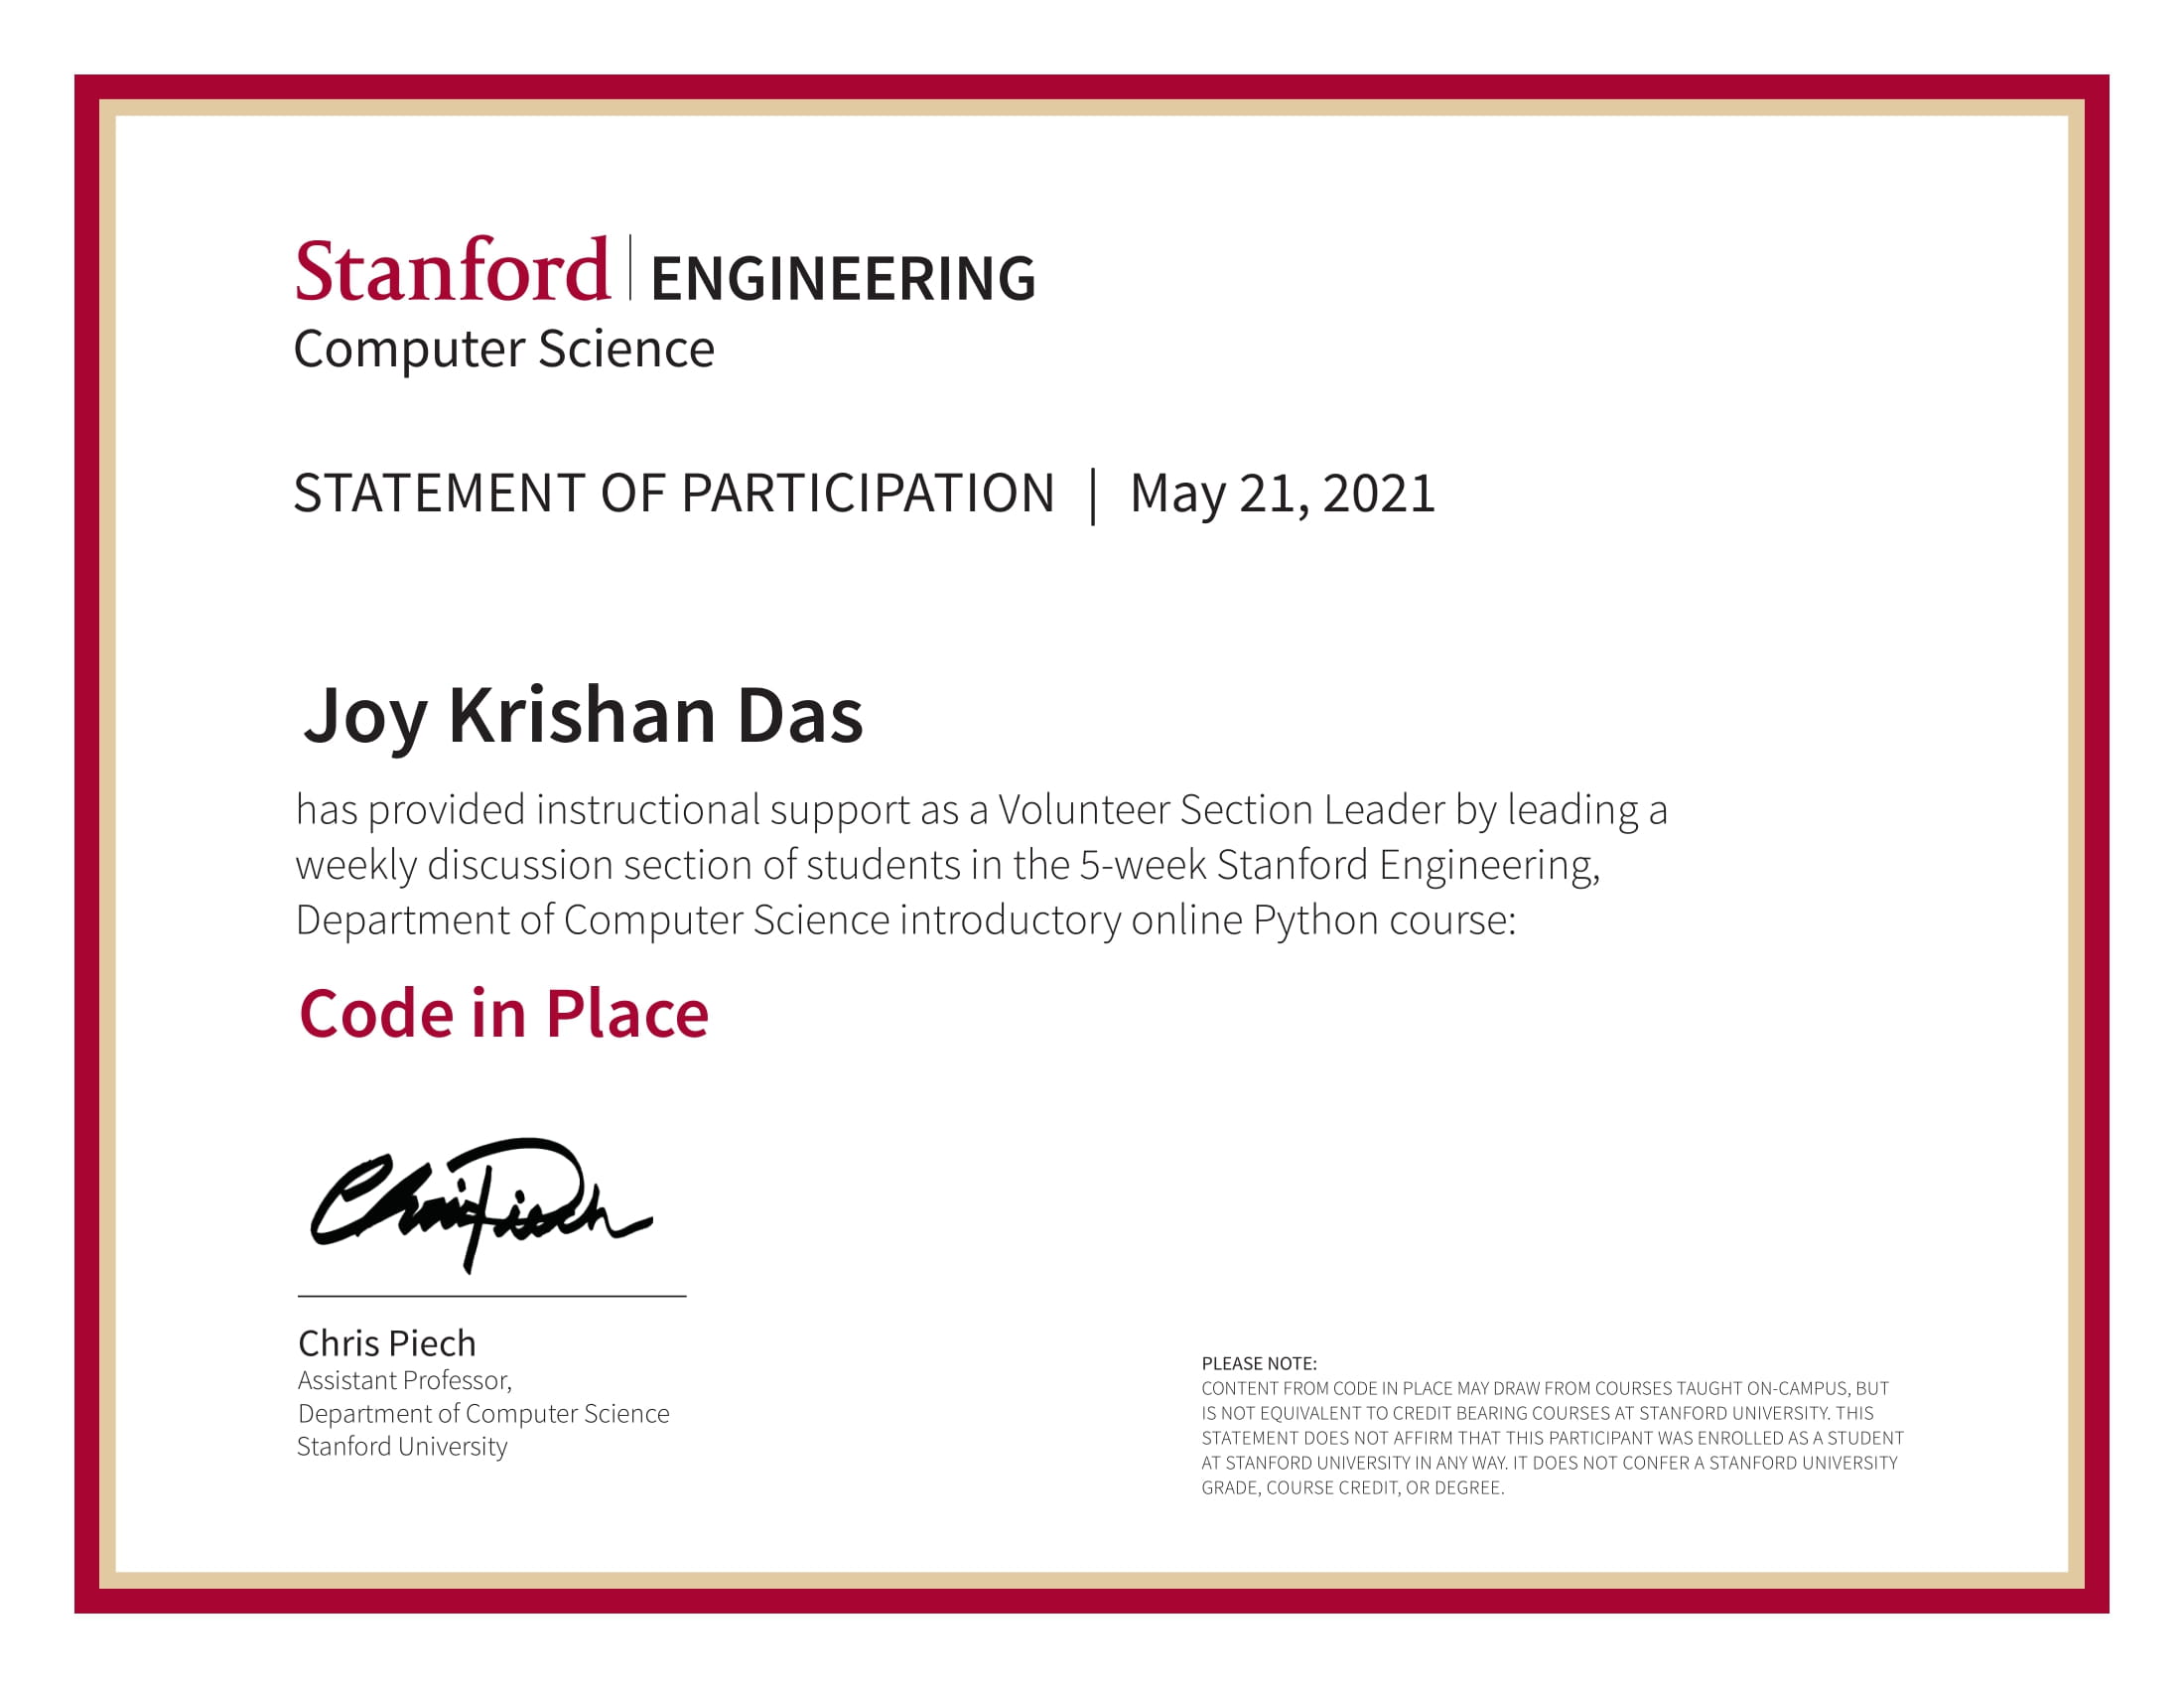 Stanford | ENGINEERING
Computer Science
STATEMENT OF PARTICIPATION | May 21, 2021
Joy Krishan Das
has provided instructional support as a Volunteer Section Leader by leading a
weekly discussion section of students in the 5-week Stanford Engineering,
Department of Computer Science introductory online Python course:
Code in Place
Chris Piech
Chris Piech
Assistant Professor,
Department of Computer Science
Stanford University
PLEASE NOTE:
CONTENT FROM CODE IN PLACE MAY DRAW FROM COURSES TAUGHT ON-CAMPUS, BUT
IS NOT EQUIVALENT TO CREDIT BEARING COURSES AT STANFORD UNIVERSITY. THIS
STATEMENT DOES NOT AFFIRM THAT THIS PARTICIPANT WAS ENROLLED AS A STUDENT
AT STANFORD UNIVERSITY IN ANY WAY. IT DOES NOT CONFER A STANFORD UNIVERSITY
GRADE, COURSE CREDIT, OR DEGREE.